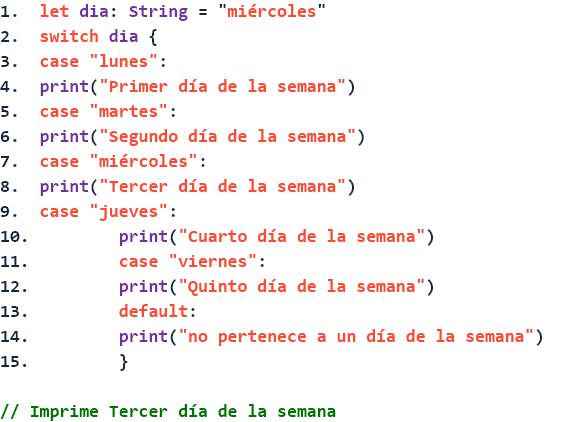 1. let dia: String = "miércoles"
2. switch dia {
3. case "lunes":
4. print("Primer día de la semana")
5. case "martes":
6. print("Segundo día de la semana")
7. case "miércoles":
8. print("Tercer día de la semana")
9. case "jueves":
10. print("Cuarto día de la semana")
11. case "viernes":
12. print("Quinto día de la semana")
13. default:
14. print("no pertenece a un día de la semana")
15. }
// Imprime Tercer día de la semana